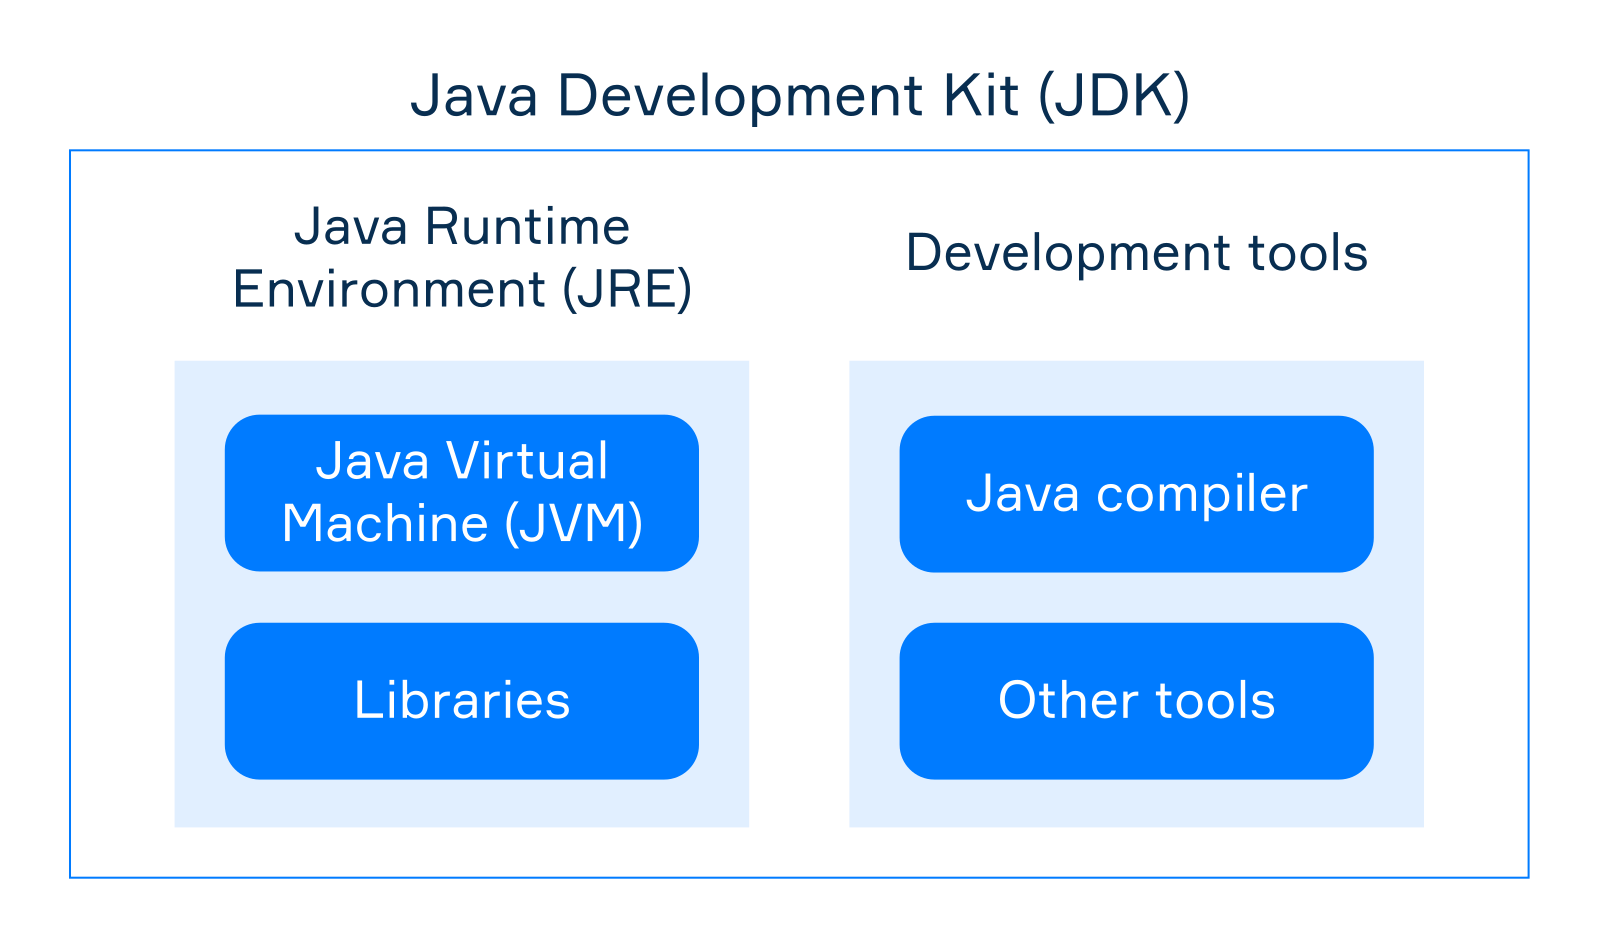 Java Development Kit (JDK)
Java Runtime
Environment (JRE)
Development tools
Java Virtual
Machine (JVM)
Java compiler
Libraries
Other tools